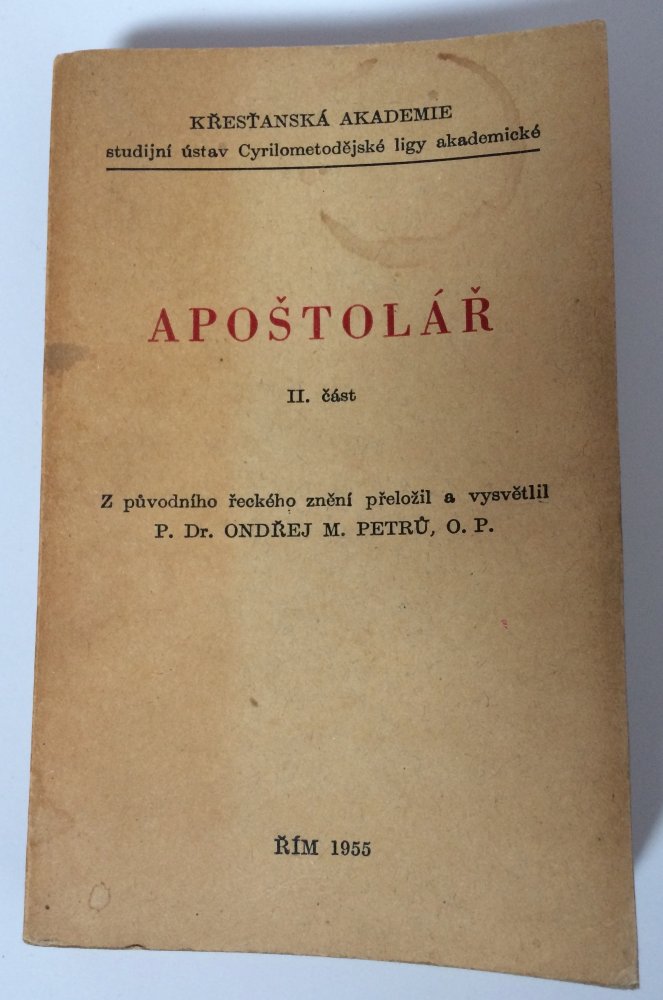 KŘESŤANSKÁ AKADEMIE
studijní ústav Cyrilometodějské ligy akademické
APOŠTOLÁŘ
II. část
Z původního řeckého znění přeložil a vysvětlil
P. Dr. ONDŘEJ M. PETRŮ, O. P.
ŘÍM 1955